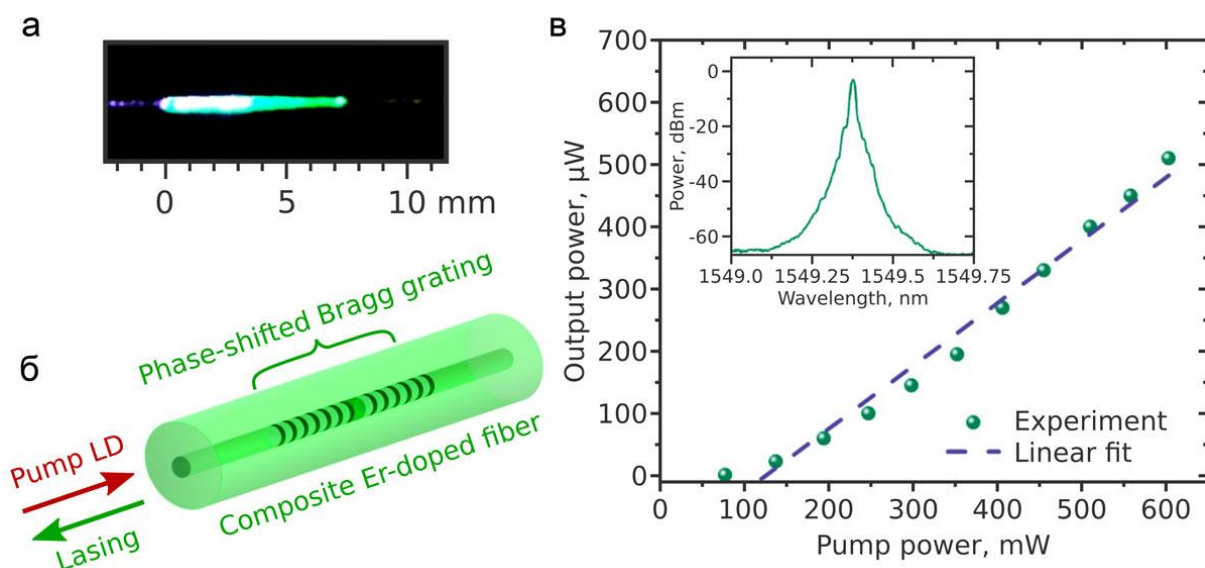 а
0 5 10 mm
б
Phase-shifted Bragg grating
Pump LD
Lasing
Composite Er-doped fiber
в
Output power, µW
700
600
500
400
300
200
100
0
0 100 200 300 400 500 600
Pump power, mW
Power, dBm
0
-20
-40
-60
1549.0 1549.25 1549.5 1549.75
Wavelength, nm
Experiment
Linear fit